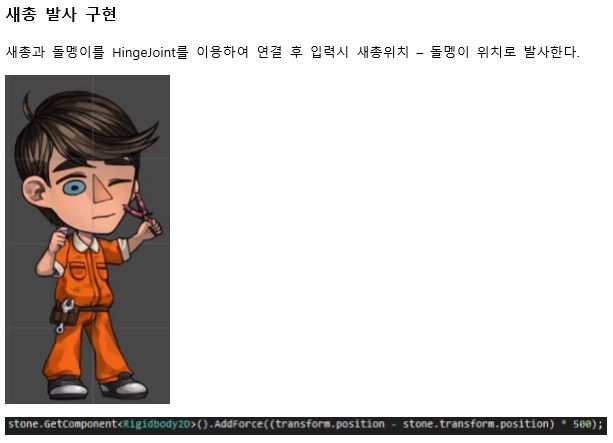 새총 발사 구현
새총과 돌멩이를 HingeJoint를 이용하여 연결 후 입력시 새총위치 – 돌멩이 위치로 발사한다.
stone.GetComponent<Rigidbody2D>().AddForce((transform.position - stone.transform.position) * 500);